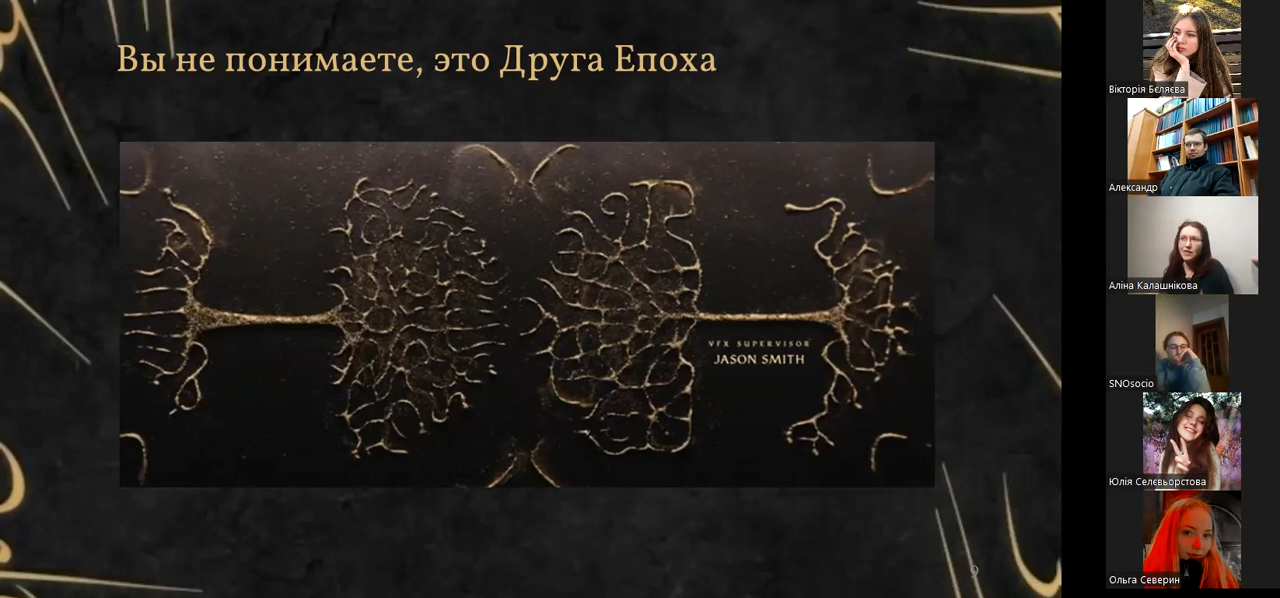 Вы не понимаете, это Друга Епоха
VFX SUPERVISOR
JASON SMITH
9
Вікторія Бєляєва
Александр
Аліна Калашнікова
SNOsocio
Юлія Селєвьорстова
Ольга Северин